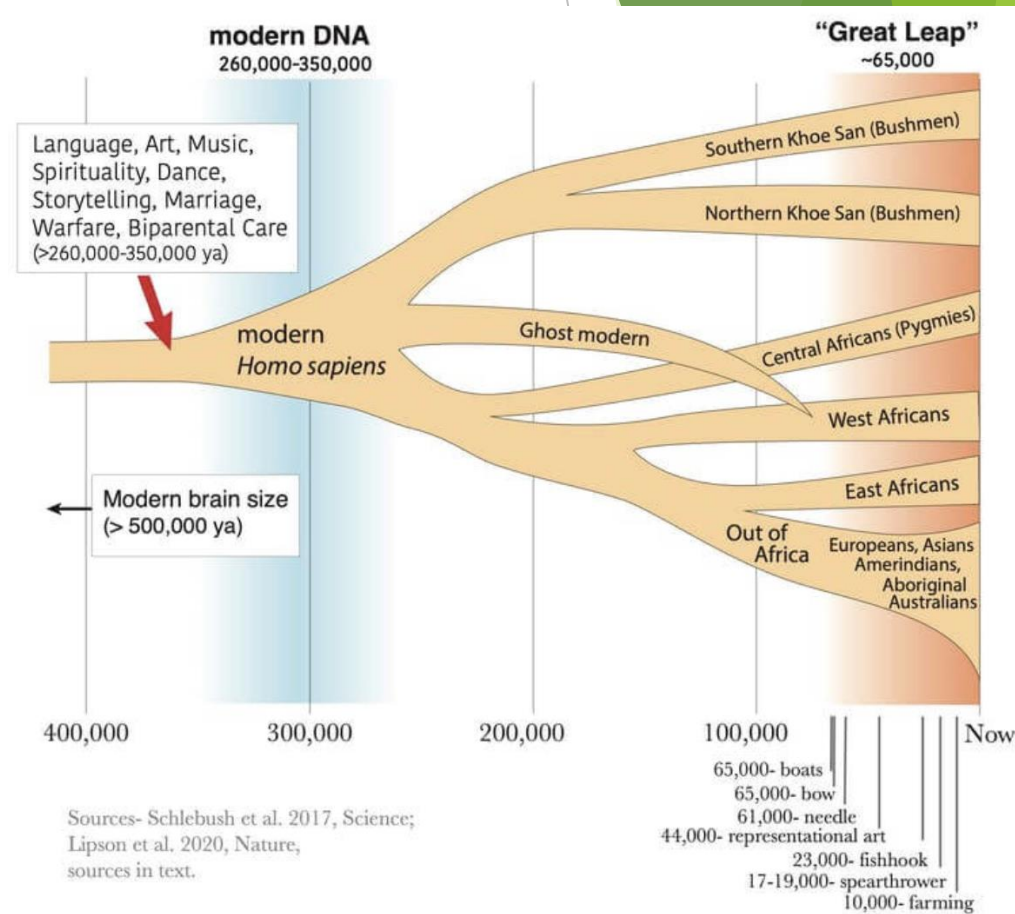 modern DNA
260,000-350,000
“Great Leap”
~65,000
Language, Art, Music,
Spirituality, Dance,
Storytelling, Marriage,
Warfare, Biparental Care
(>260,000-350,000 ya)
Southern Khoe San (Bushmen)
Northern Khoe San (Bushmen)
modern
Homo sapiens
Ghost modern
Central Africans (Pygmies)
West Africans
East Africans
Modern brain size
(> 500,000 ya)
Out of
Africa
Europeans, Asians
Amerindians,
Aboriginal
Australians
400,000
300,000
200,000
100,000
Now
65,000- boats
65,000- bow
61,000- needle
44,000- representational art
23,000- fishhook
17-19,000- spearthrower
10,000- farming
Sources- Schlebush et al. 2017, Science;
Lipson et al. 2020, Nature,
sources in text.